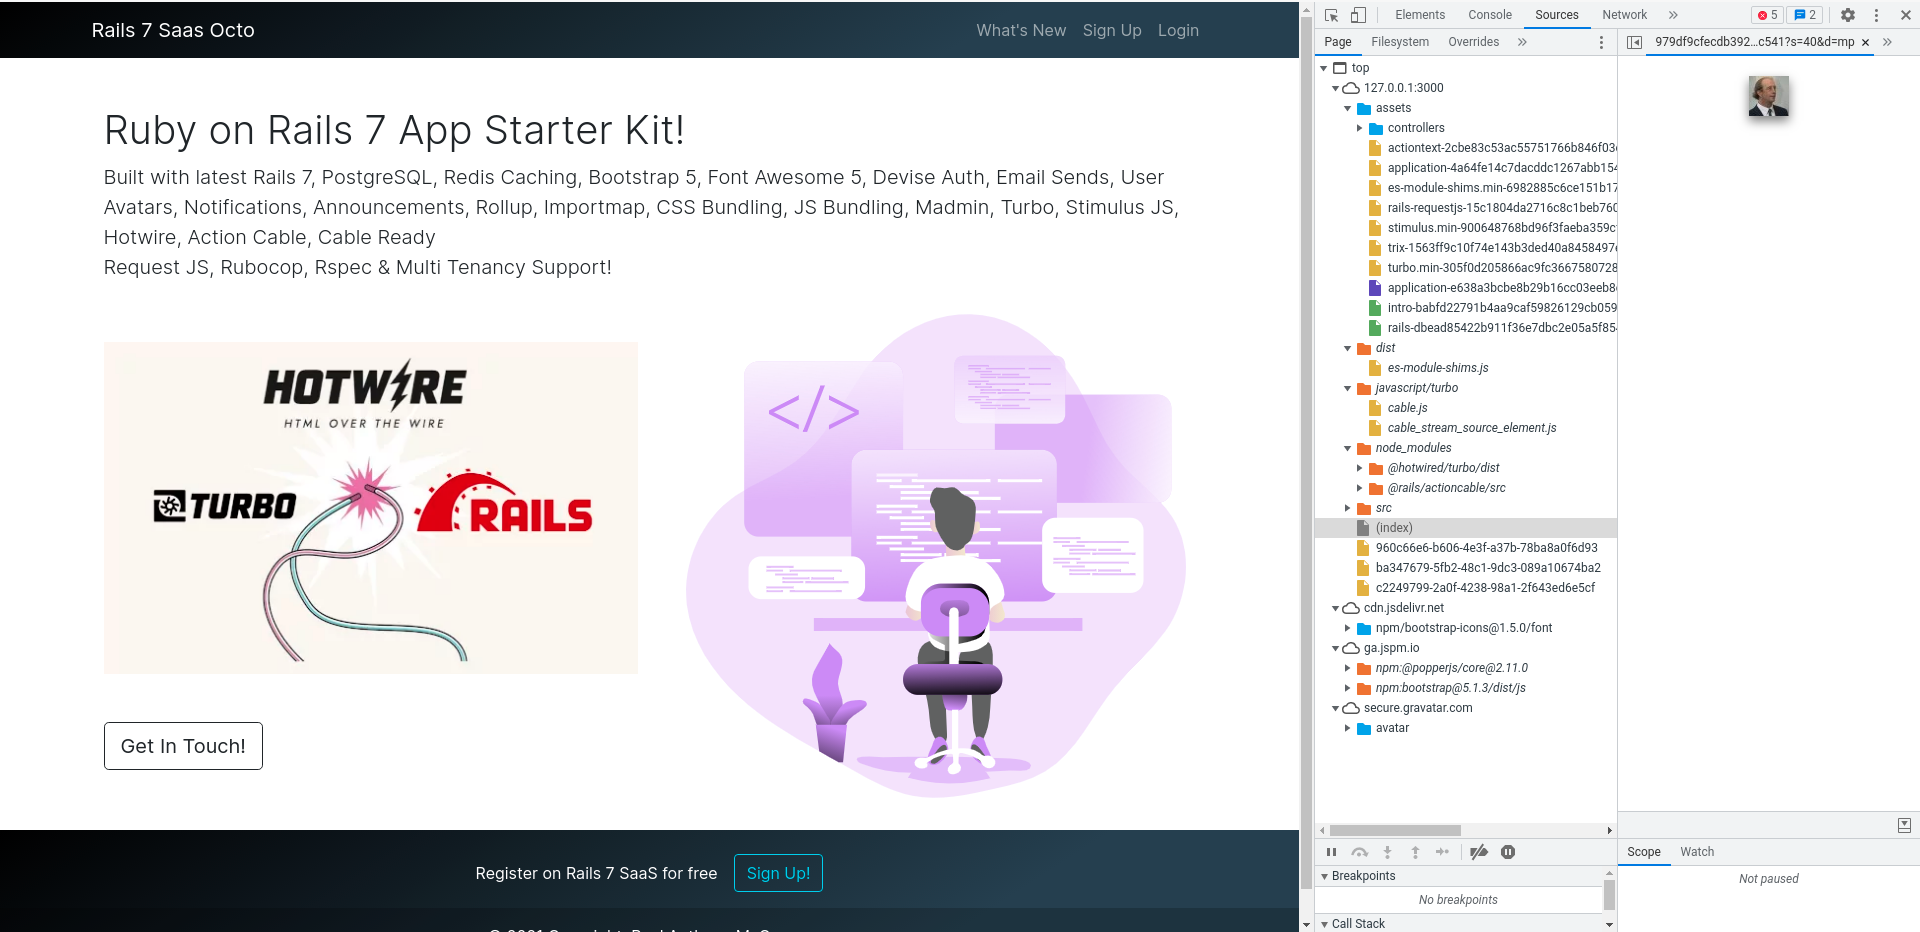 Rails 7 Saas Octo
What's New Sign Up Login
Ruby on Rails 7 App Starter Kit!
Built with latest Rails 7, PostgreSQL, Redis Caching, Bootstrap 5, Font Awesome 5, Devise Auth, Email Sends, User
Avatars, Notifications, Announcements, Rollup, Importmap, CSS Bundling, JS Bundling, Madmin, Turbo, Stimulus JS,
Hotwire, Action Cable, Cable Ready
Request JS, Rubocop, Rspec & Multi Tenancy Support!
HOTWIRE
HTML OVER THE WIRE
TURBO
RAILS
</>
Get In Touch!
Register on Rails 7 SaaS for free
Sign Up!
Elements Console Sources Network
5
2
Page Filesystem Overrides
979df9cfecdb392...c541?s=40&d=mp
top
127.0.0.1:3000
assets
controllers
actiontext-2cbe83c53ac55751766b846f03
application-4a64fe14c7dacddc1267abb154
es-module-shims.min-6982885c6ce151b17
rails-requestjs-15c1804da2716c8c1beb760
stimulus.min-900648768bd96f3faeba359c
trix-1563ff9c10f74e143b3ded40a8458497
turbo.min-305f0d205866ac9fc3667580728
application-e638a3bcbe8b29b16cc03eeb8
intro-babfd22791b4aa9caf59826129cb059
rails-dbead85422b911f36e7dbc2e05a5f85
dist
es-module-shims.js
javascript/turbo
cable.js
cable_stream_source_element.js
node_modules
@hotwired/turbo/dist
@rails/actioncable/src
src
(index)
960c66e6-b606-4e3f-a37b-78ba8a0f6d93
ba347679-5fb2-48c1-9dc3-089a10674ba2
c2249799-2a0f-4238-98a1-2f643ed6e5cf
cdn.jsdelivr.net
npm/bootstrap-icons@1.5.0/font
ga.jspm.io
npm:@popperjs/core@2.11.0
npm:bootstrap@5.1.3/dist/js
secure.gravatar.com
avatar
Breakpoints
No breakpoints
Call Stack
Scope Watch
Not paused